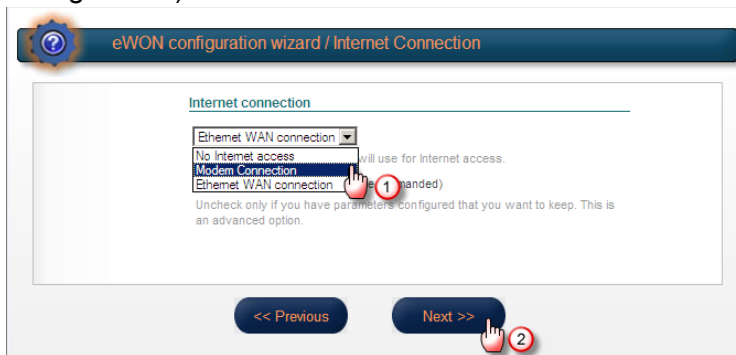 eWON configuration wizard / Internet Connection
Internet connection
Ethernet WAN connection
No Internet access will use for Internet access.
Modem Connection
Ethernet WAN connection 1
Uncheck only if you have parameters configured that you want to keep. This is
an advanced option.
<< Previous Next >>
2